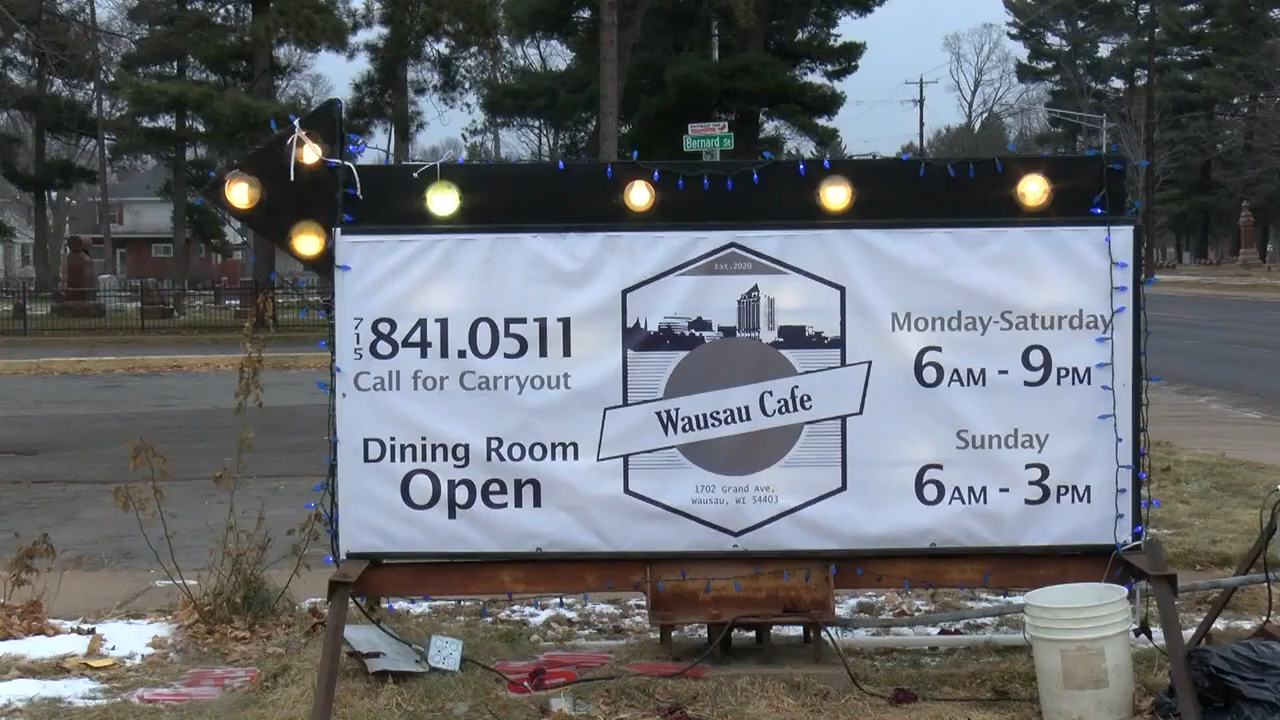 Bernard St
715 841.0511
Call for Carryout
Dining Room
Open
Est.2020
Wausau Cafe
1702 Grand Ave,
Wausau, WI 54403
Monday-Saturday
6AM - 9PM
Sunday
6AM - 3PM